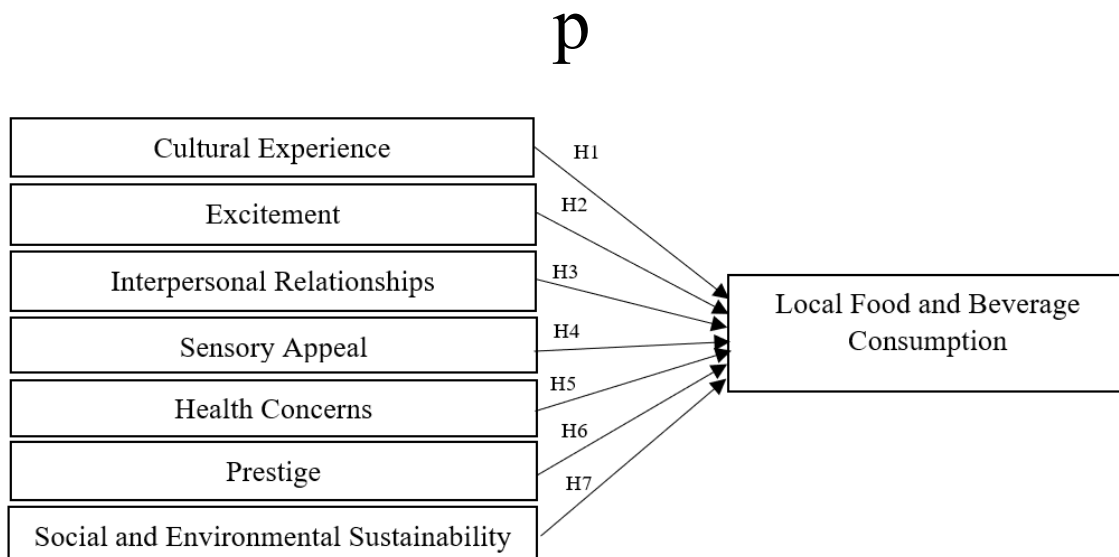 p
Cultural Experience
H1
Excitement
H2
Interpersonal Relationships
H3
Sensory Appeal
H4
Health Concerns
H5
Prestige
H6
Social and Environmental Sustainability
H7
Local Food and Beverage
Consumption